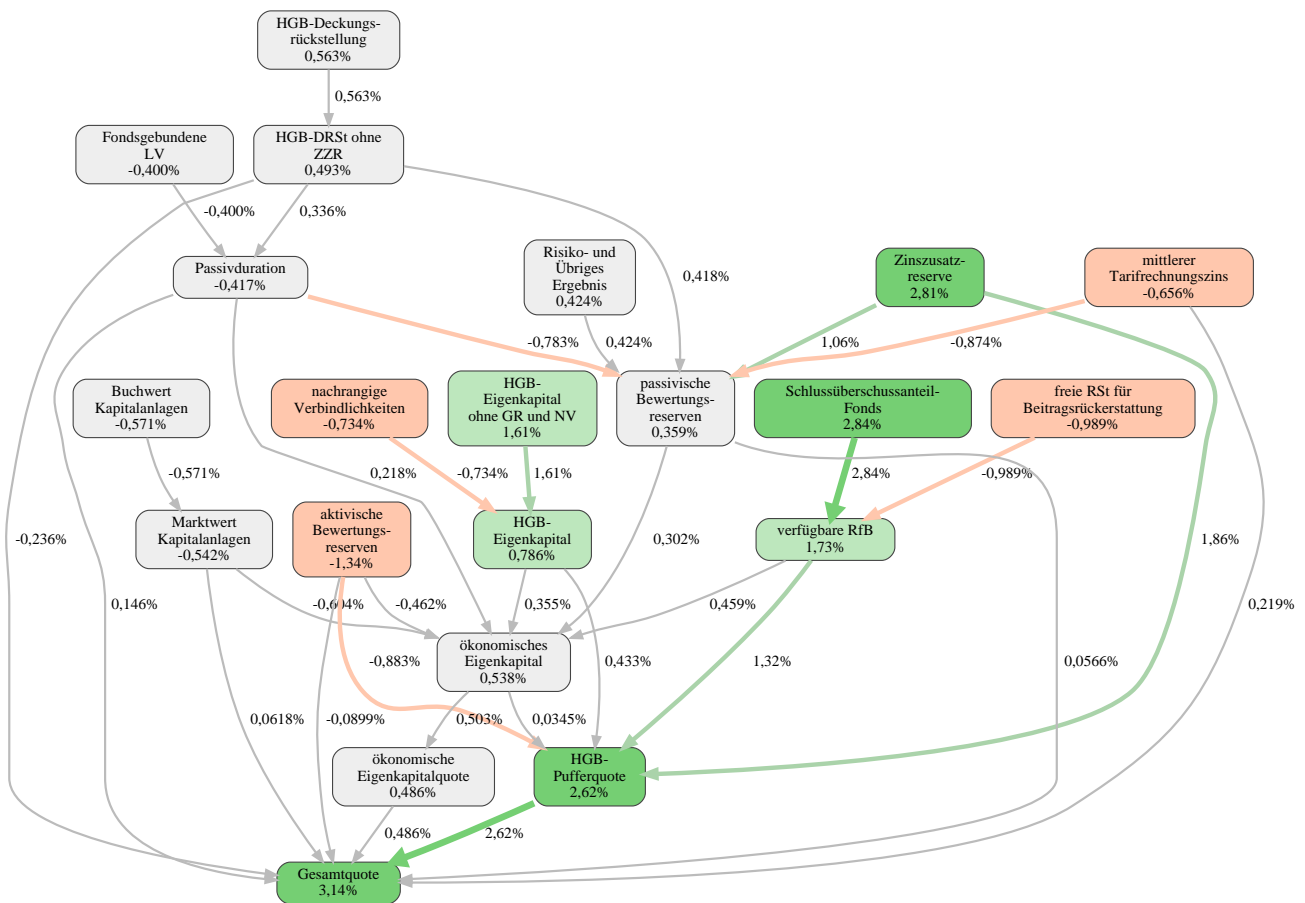 HGB-Deckungs-
rückstellung
0,563%
0,563%
Fondsgebundene
LV
-0,400%
HGB-DRSt ohne
ZZR
0,493%
-0,400%
0,336%
0,418%
Passivduration
-0,417%
Risiko- und
Übriges
Ergebnis
0,424%
Zinszusatz-
reserve
2,81%
mittlerer
Tarifrechnungszins
-0,656%
-0,783%
0,424%
1,06%
-0,874%
Buchwert
Kapitalanlagen
-0,571%
nachrangige
Verbindlichkeiten
-0,734%
HGB-
Eigenkapital
ohne GR und NV
1,61%
passivische
Bewertungs-
reserven
0,359%
Schlussüberschussanteil-
Fonds
2,84%
freie RSt für
Beitragsrückerstattung
-0,989%
-0,571%
0,218%
-0,734%
1,61%
2,84%
-0,989%
Marktwert
Kapitalanlagen
-0,542%
aktivische
Bewertungs-
reserven
-1,34%
HGB-
Eigenkapital
0,786%
verfügbare RfB
1,73%
-0,236%
0,302%
1,86%
0,146%
-0,604%
-0,462%
0,355%
0,459%
0,219%
ökonomisches
Eigenkapital
0,538%
-0,883%
0,433%
1,32%
0,0566%
0,0618%
-0,0899%
0,503%
0,0345%
ökonomische
Eigenkapitalquote
0,486%
HGB-
Pufferquote
2,62%
0,486%
2,62%
Gesamtquote
3,14%